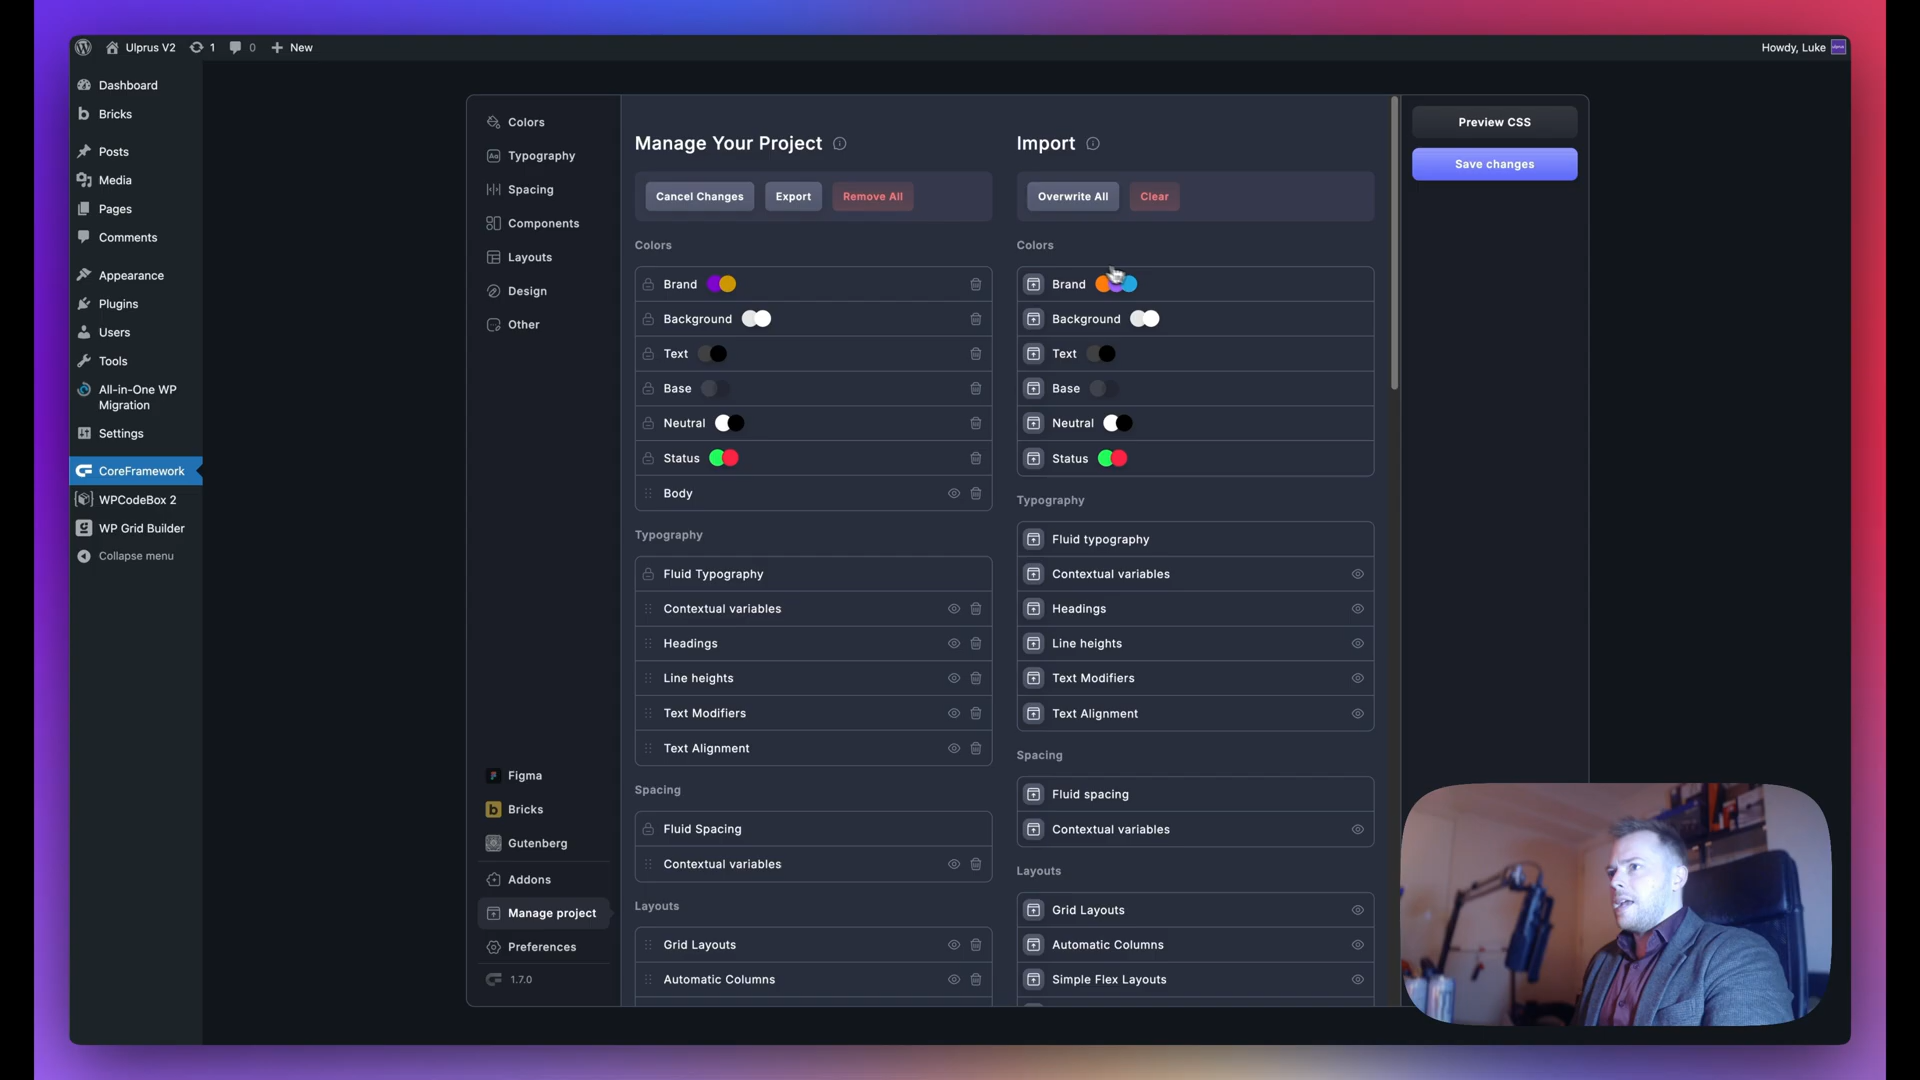 Ulprus V2
1
0
New
Howdy, Luke
Dashboard
Bricks
Posts
Media
Pages
Comments
Appearance
Plugins
Users
Tools
All-in-One WP
Migration
Settings
CoreFramework
WPCodeBox 2
WP Grid Builder
Collapse menu
Colors
Typography
Spacing
Components
Layouts
Design
Other
Figma
Bricks
Gutenberg
Addons
Manage project
Preferences
1.7.0
Manage Your Project
Cancel Changes
Export
Remove All
Colors
Brand
Background
Text
Base
Neutral
Status
Body
Typography
Fluid Typography
Contextual variables
Headings
Line heights
Text Modifiers
Text Alignment
Spacing
Fluid Spacing
Contextual variables
Layouts
Grid Layouts
Automatic Columns
Import
Overwrite All
Clear
Colors
Brand
Background
Text
Base
Neutral
Status
Typography
Fluid typography
Contextual variables
Headings
Line heights
Text Modifiers
Text Alignment
Spacing
Fluid spacing
Contextual variables
Layouts
Grid Layouts
Automatic Columns
Simple Flex Layouts
Preview CSS
Save changes